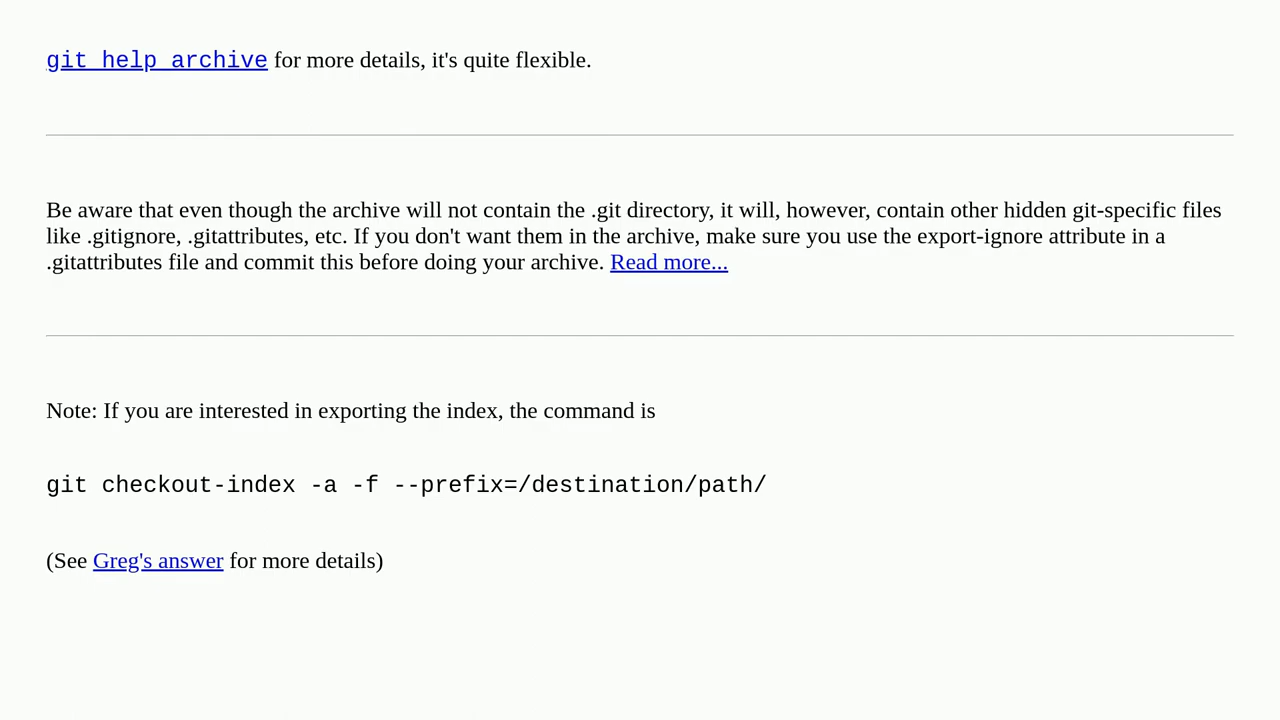 git help archive for more details, it's quite flexible.
Be aware that even though the archive will not contain the .git directory, it will, however, contain other hidden git-specific files
like .gitignore, .gitattributes, etc. If you don't want them in the archive, make sure you use the export-ignore attribute in a
.gitattributes file and commit this before doing your archive. Read more...
Note: If you are interested in exporting the index, the command is
git checkout-index -a -f --prefix=/destination/path/
(See Greg's answer for more details)